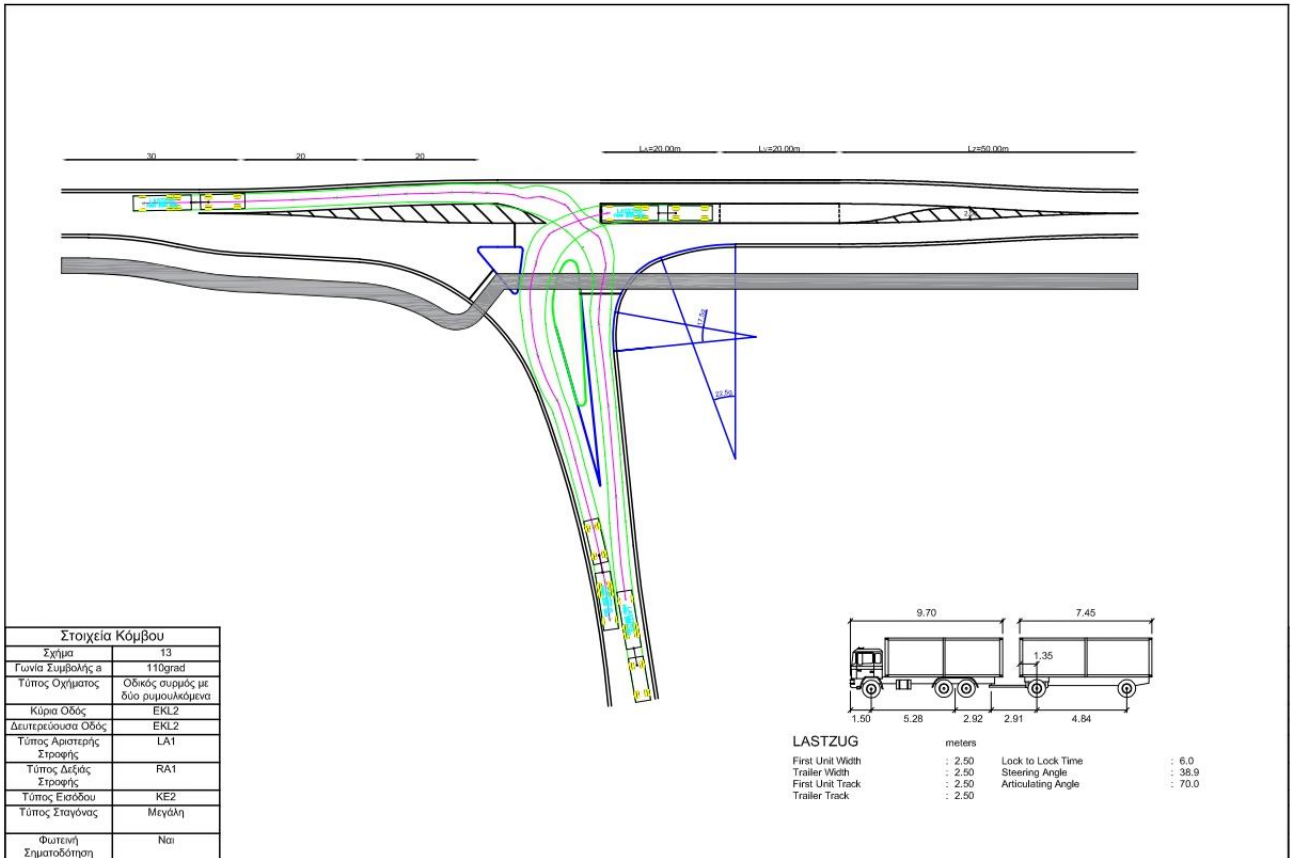 30
20
20
LA=20.00m
LV=20.00m
LZ=50.00m
17.5g
22.5g
Στοιχεία Κόμβου
Σχήμα 13
Γωνία Συμβολής a 110grad
Τύπος Οχήματος Οδικός συρμός με
δύο ρυμουλκόμενα
Κύρια Οδός EKL2
Δευτερεύουσα Οδός EKL2
Τύπος Αριστερής
Στροφής LA1
Τύπος Δεξιάς
Στροφής RA1
Τύπος Εισόδου KE2
Τύπος Σταγόνας Μεγάλη
Φωτεινή
Σηματοδότηση Ναι
9.70
7.45
1.35
1.50
5.28
2.92
2.91
4.84
LASTZUG
meters
First Unit Width : 2.50 Lock to Lock Time : 6.0
Trailer Width : 2.50 Steering Angle : 38.9
First Unit Track : 2.50 Articulating Angle : 70.0
Trailer Track : 2.50